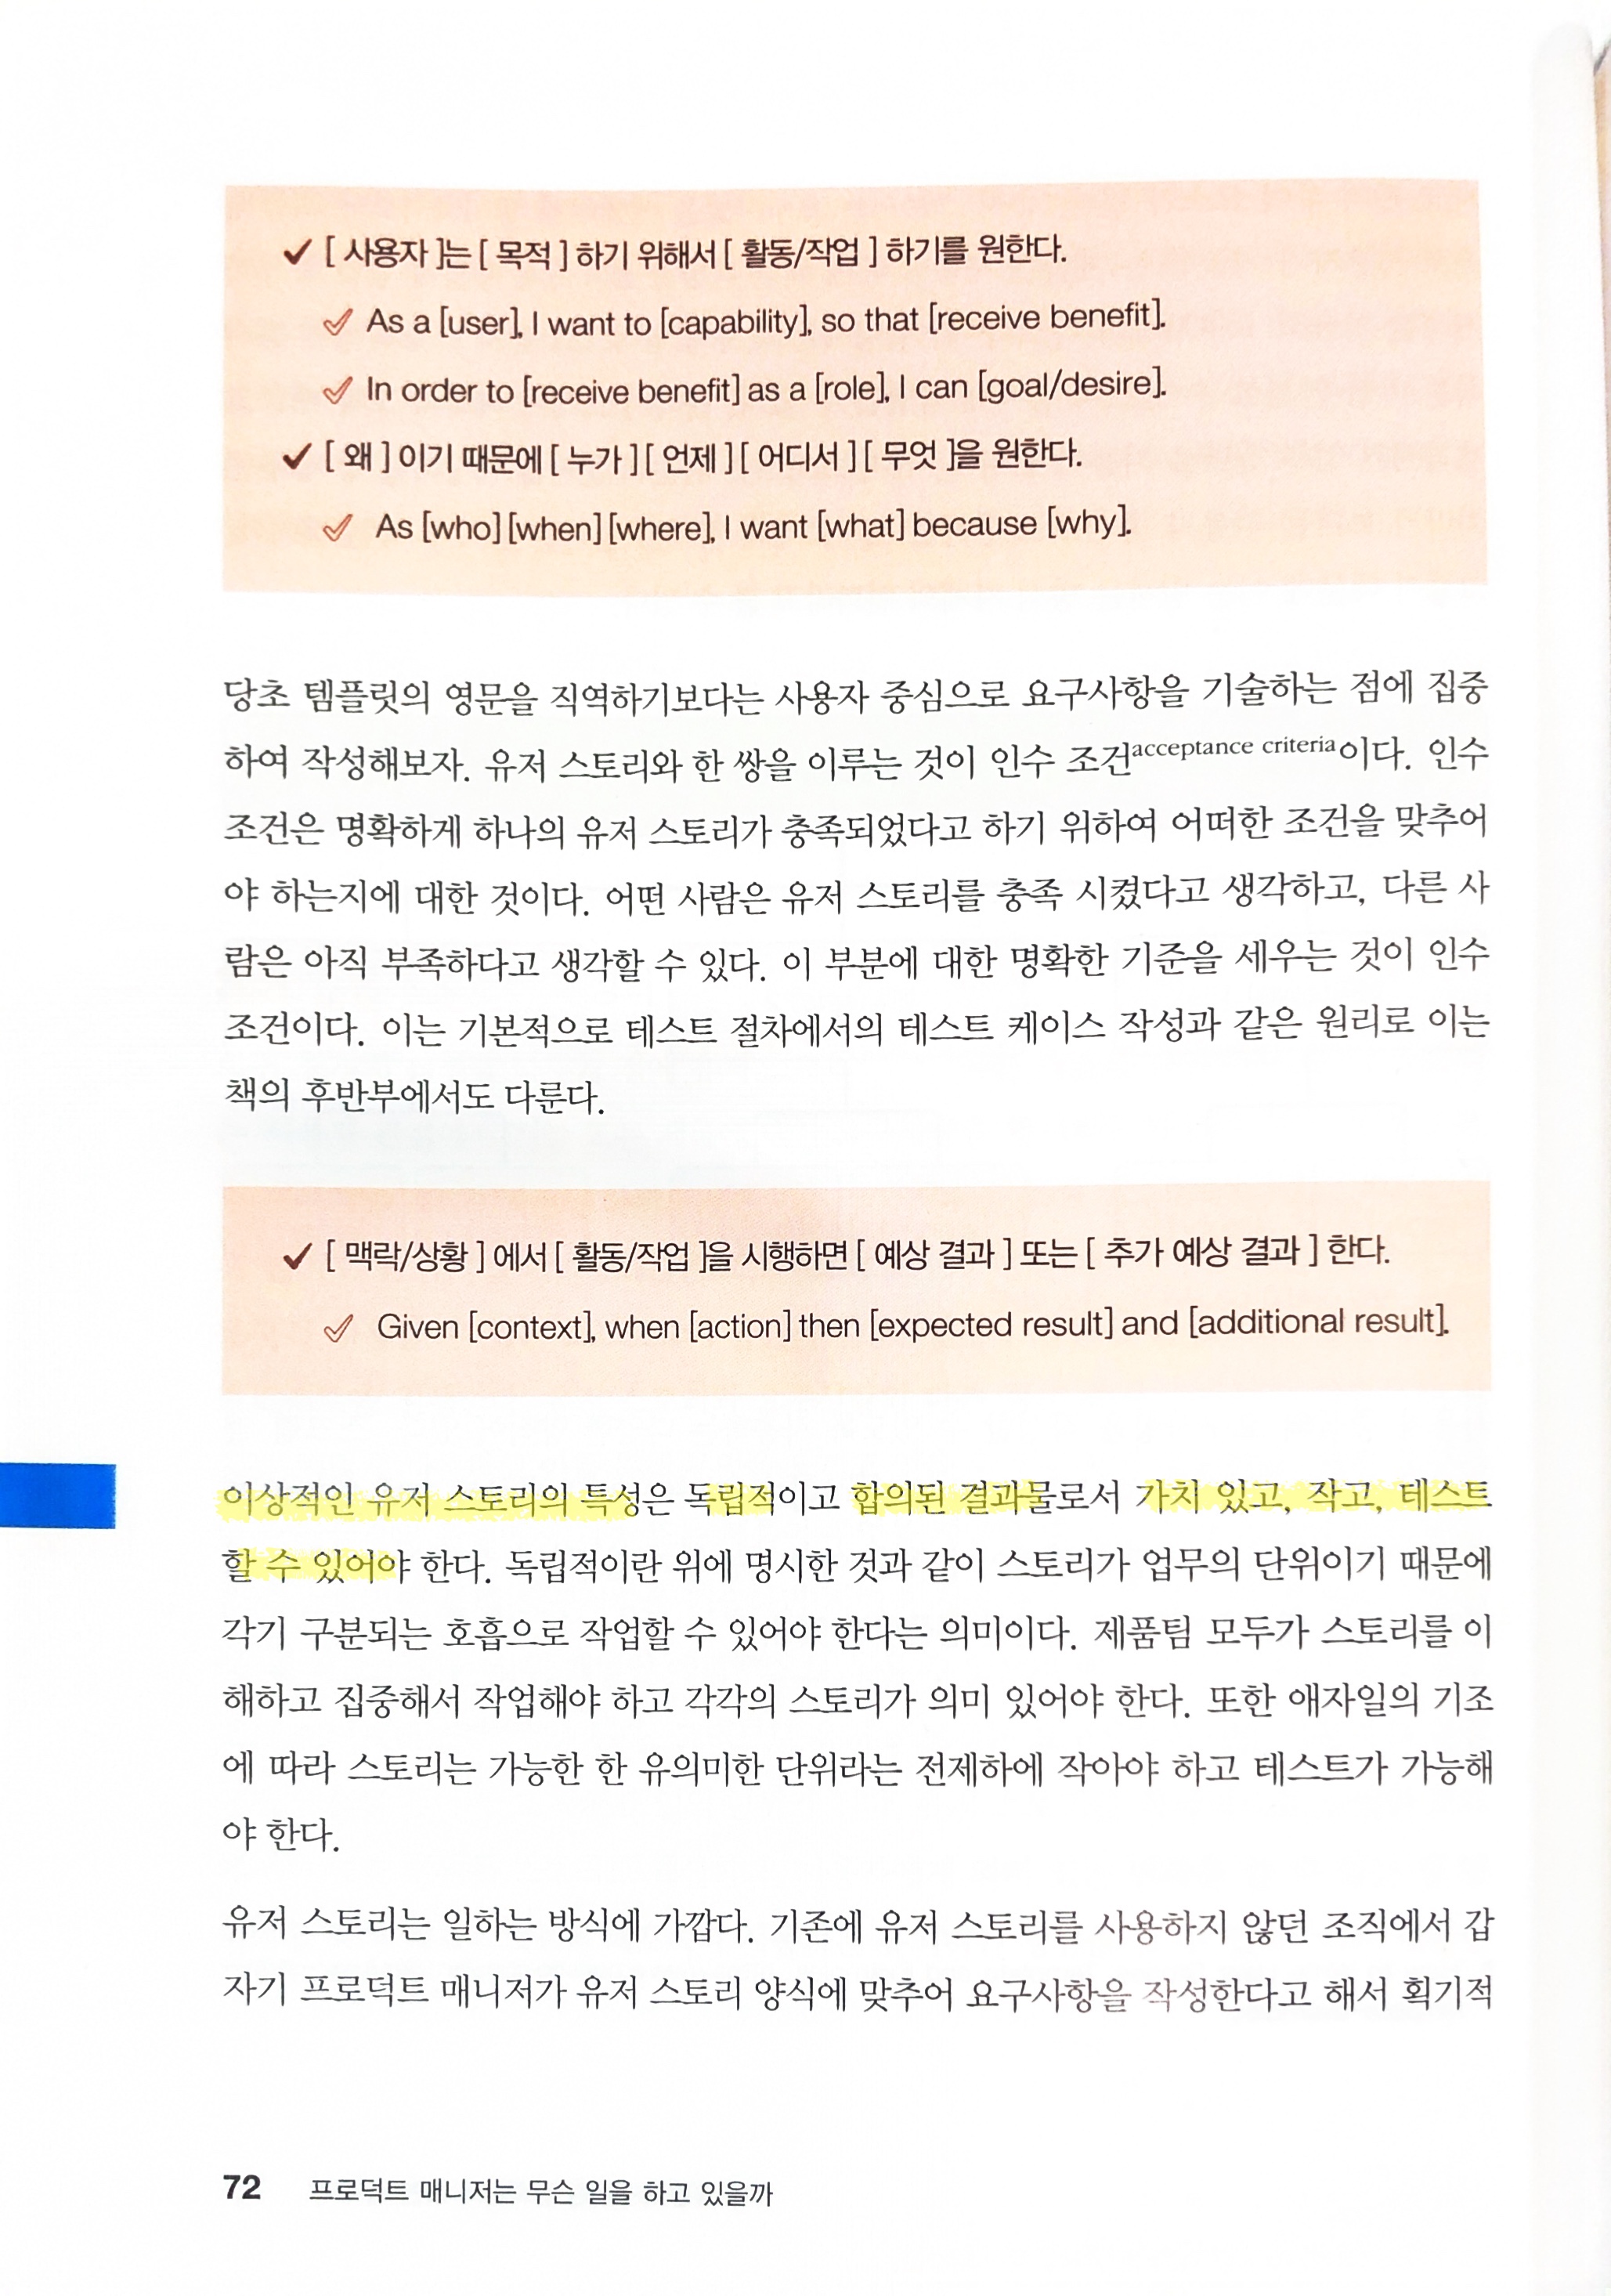 [ 사용자 ]는 [ 목적 ] 하기 위해서 [ 활동/작업 ] 하기를 원한다.
As a [user], I want to [capability], so that [receive benefit].
In order to [receive benefit] as a [role], I can [goal/desire].
[ 왜 ] 이기 때문에 [ 누가 ] [ 언제 ] [ 어디서 ] [ 무엇 ]을 원한다.
As [who] [when] [where], I want [what] because [why].
당초 템플릿의 영문을 직역하기보다는 사용자 중심으로 요구사항을 기술하는 점에 집중
하여 작성해보자. 유저 스토리와 한 쌍을 이루는 것이 인수 조건acceptance criteria이다. 인수
조건은 명확하게 하나의 유저 스토리가 충족되었다고 하기 위하여 어떠한 조건을 맞추어
야 하는지에 대한 것이다. 어떤 사람은 유저 스토리를 충족 시켰다고 생각하고, 다른 사
람은 아직 부족하다고 생각할 수 있다. 이 부분에 대한 명확한 기준을 세우는 것이 인수
조건이다. 이는 기본적으로 테스트 절차에서의 테스트 케이스 작성과 같은 원리로 이는
책의 후반부에서도 다룬다.
[ 맥락/상황 ] 에서 [ 활동/작업 ]을 시행하면 [ 예상 결과 ] 또는 [ 추가 예상 결과 ] 한다.
Given [context], when [action] then [expected result] and [additional result].
이상적인 유저 스토리의 특성은 독립적이고 합의된 결과물로서 가치 있고, 작고, 테스트
할 수 있어야 한다. 독립적이란 위에 명시한 것과 같이 스토리가 업무의 단위이기 때문에
각기 구분되는 호흡으로 작업할 수 있어야 한다는 의미이다. 제품팀 모두가 스토리를 이
해하고 집중해서 작업해야 하고 각각의 스토리가 의미 있어야 한다. 또한 애자일의 기조
에 따라 스토리는 가능한 한 유의미한 단위라는 전제하에 작아야 하고 테스트가 가능해
야 한다.
유저 스토리는 일하는 방식에 가깝다. 기존에 유저 스토리를 사용하지 않던 조직에서 갑
자기 프로덕트 매니저가 유저 스토리 양식에 맞추어 요구사항을 작성한다고 해서 획기적
72 프로덕트 매니저는 무슨 일을 하고 있을까